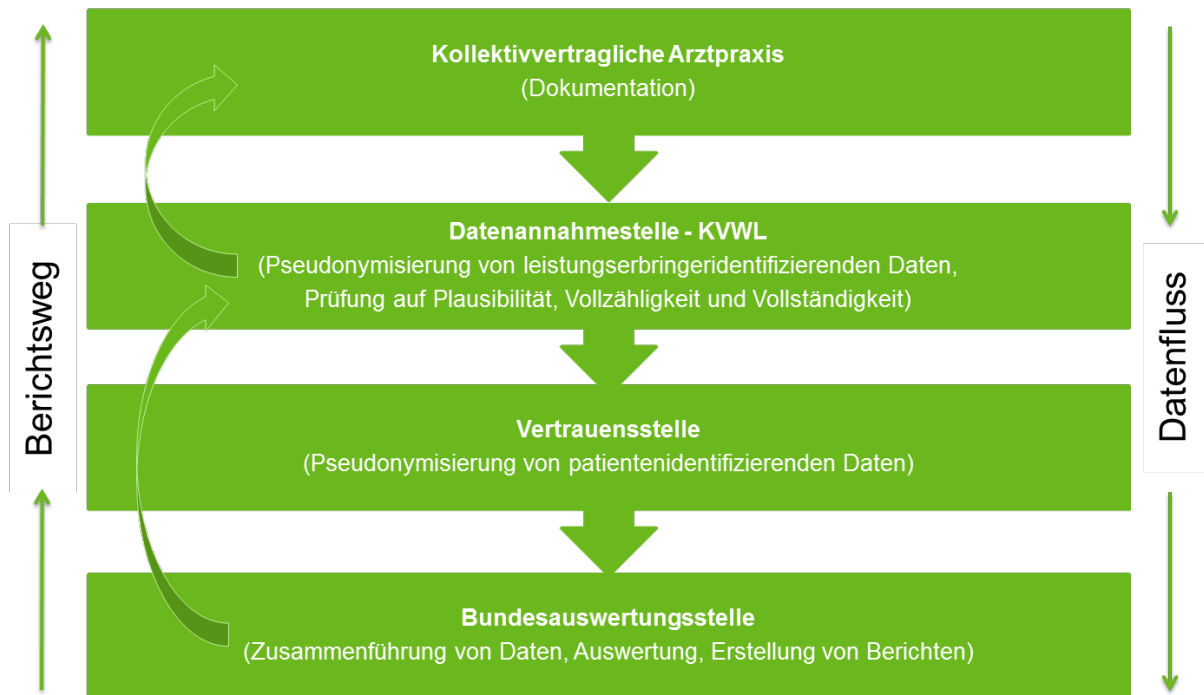 Kollektivvertragliche Arztpraxis
(Dokumentation)
Datenannahmestelle - KVWL
(Pseudonymisierung von leistungserbringeridentifizierenden Daten,
Prüfung auf Plausibilität, Vollzähligkeit und Vollständigkeit)
Vertrauensstelle
(Pseudonymisierung von patientenidentifizierenden Daten)
Bundesauswertungsstelle
(Zusammenführung von Daten, Auswertung, Erstellung von Berichten)
Berichtsweg
Datenfluss